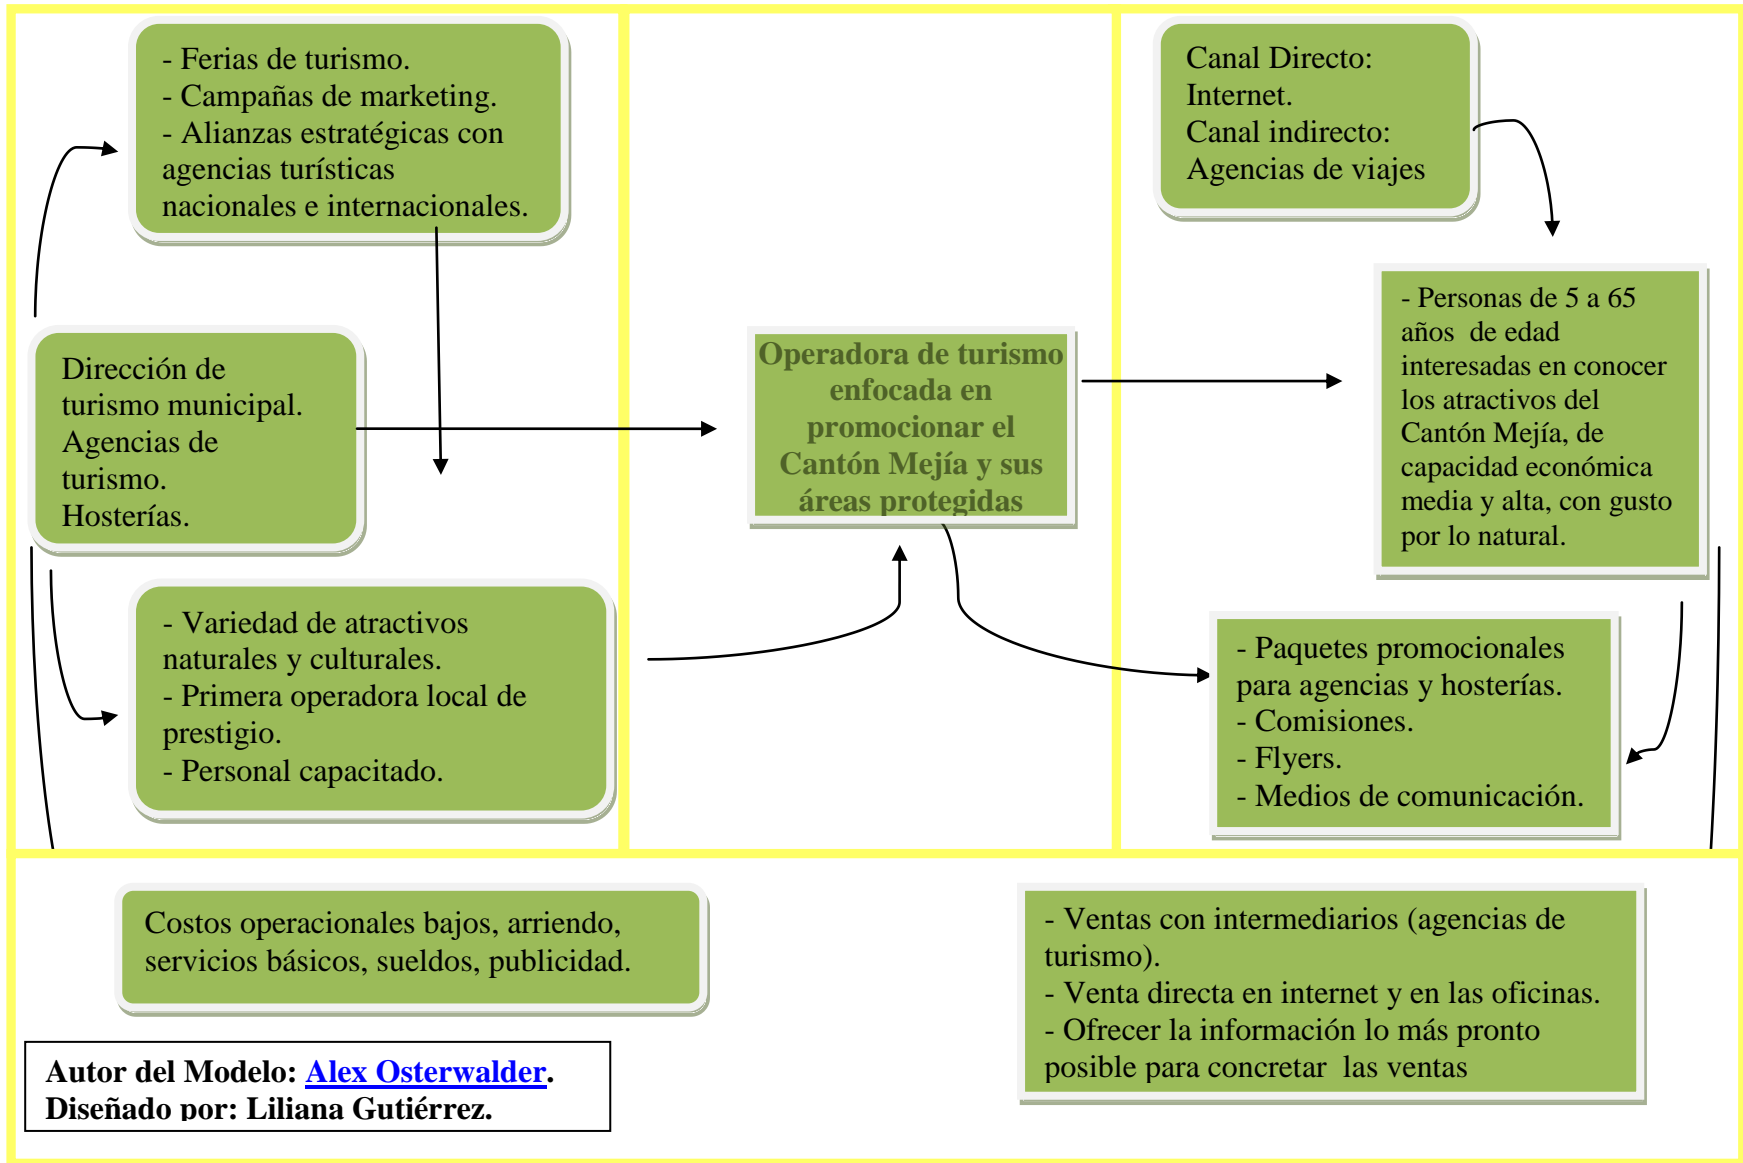 - Ferias de turismo.
- Campañas de marketing.
- Alianzas estratégicas con
agencias turísticas
nacionales e internacionales.
Canal Directo:
Internet.
Canal indirecto:
Agencias de viajes
Dirección de
turismo municipal.
Agencias de
turismo.
Hosterías.
Operadora de turismo
enfocada en
promocionar el
Cantón Mejía y sus
áreas protegidas
- Personas de 5 a 65
años  de edad
interesadas en conocer
los atractivos del
Cantón Mejía, de
capacidad económica
media y alta, con gusto
por lo natural.
- Variedad de atractivos
naturales y culturales.
- Primera operadora local de
prestigio.
- Personal capacitado.
- Paquetes promocionales
para agencias y hosterías.
- Comisiones.
- Flyers.
- Medios de comunicación.
Costos operacionales bajos, arriendo,
servicios básicos, sueldos, publicidad.
- Ventas con intermediarios (agencias de
turismo).
- Venta directa en internet y en las oficinas.
- Ofrecer la información lo más pronto
posible para concretar  las ventas
Autor del Modelo: Alex Osterwalder.
Diseñado por: Liliana Gutiérrez.